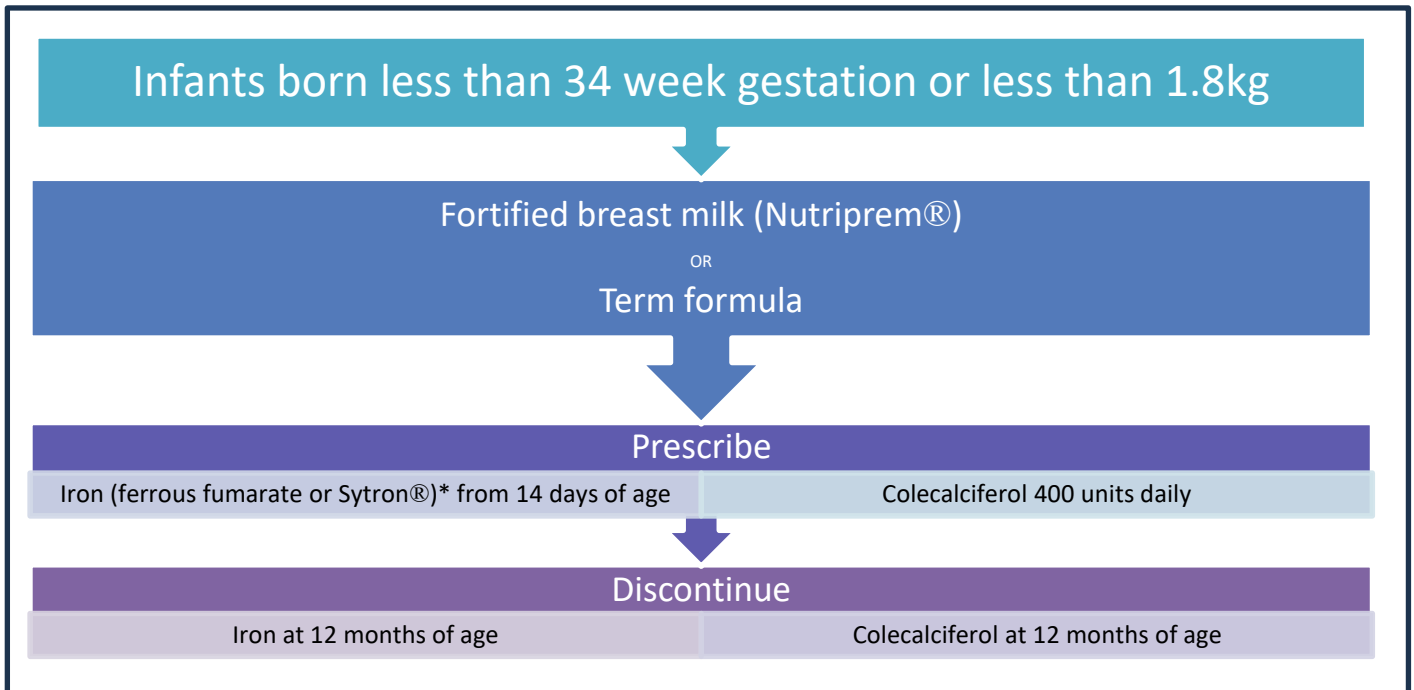 Infants born less than 34 week gestation or less than 1.8kg
Fortified breast milk (Nutriprem®)
OR
Term formula
Prescribe
Iron (ferrous fumarate or Sytron®)* from 14 days of age
Colecalciferol 400 units daily
Discontinue
Iron at 12 months of age
Colecalciferol at 12 months of age